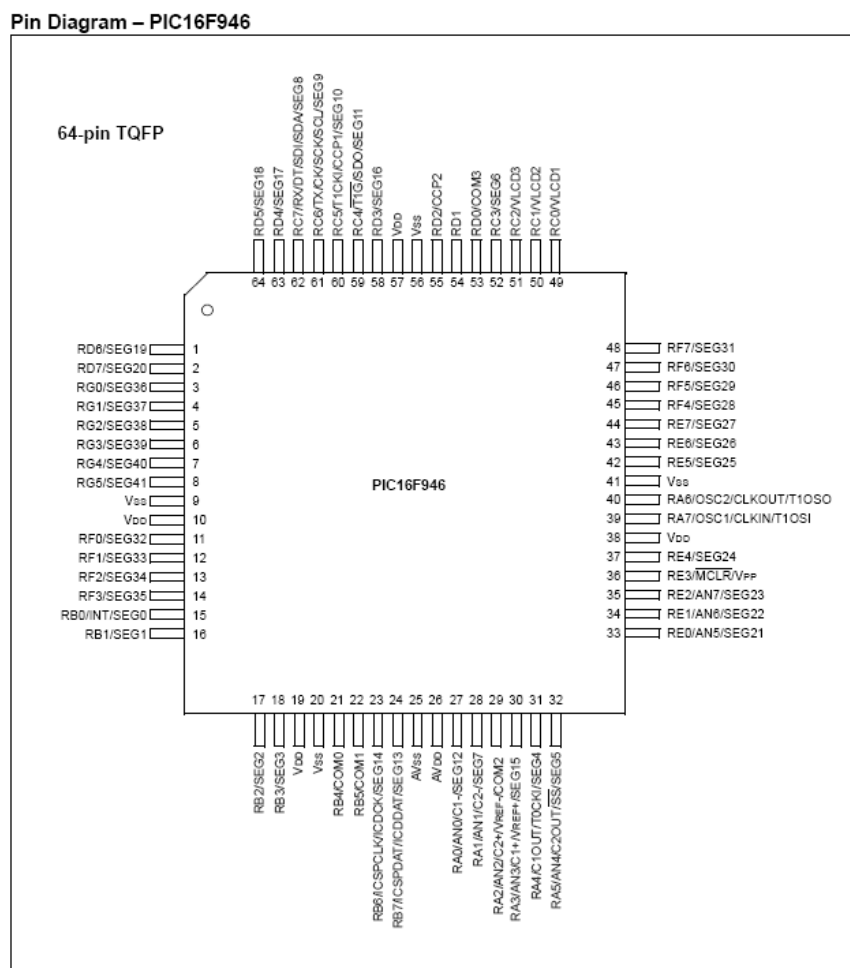 Pin Diagram – PIC16F946
64-pin TQFP
RD5/SEG18
RD4/SEG17
RC7/RX/DT/SDI/SDA/SEG8
RC6/TX/CK/SCK/SCL/SEG9
RC5/T1CKI/CCP1/SEG10
RC4/T1G/SDO/SEG11
RD3/SEG16
VDD
VSS
RD2/CCP2
RD1
RD0/COM3
RC3/SEG6
RC2/VLCD3
RC1/VLCD2
RC0/VLCD1
64 63 62 61 60 59 58 57 56 55 54 53 52 51 50 49
RD6/SEG19 1
RD7/SEG20 2
RG0/SEG36 3
RG1/SEG37 4
RG2/SEG38 5
RG3/SEG39 6
RG4/SEG40 7
RG5/SEG41 8
VSS 9
VDD 10
RF0/SEG32 11
RF1/SEG33 12
RF2/SEG34 13
RF3/SEG35 14
RB0/INT/SEG0 15
RB1/SEG1 16
PIC16F946
48 RF7/SEG31
47 RF6/SEG30
46 RF5/SEG29
45 RF4/SEG28
44 RE7/SEG27
43 RE6/SEG26
42 RE5/SEG25
41 VSS
40 RA6/OSC2/CLKOUT/T1OSO
39 RA7/OSC1/CLKIN/T1OSI
38 VDD
37 RE4/SEG24
36 RE3/MCLR/VPP
35 RE2/AN7/SEG23
34 RE1/AN6/SEG22
33 RE0/AN5/SEG21
17 18 19 20 21 22 23 24 25 26 27 28 29 30 31 32
RB2/SEG2
RB3/SEG3
VDD
VSS
RB4/COM0
RB5/COM1
RB6/ICSPCLK/ICDCK/SEG14
RB7/ICSPDAT/ICDDAT/SEG13
AVSS
AVDD
RA0/AN0/C1-/SEG12
RA1/AN1/C2-/SEG7
RA2/AN2/C2+/VREF-/COM2
RA3/AN3/C1+/VREF+/SEG15
RA4/C1OUT/T0CKI/SEG4
RA5/AN4/C2OUT/SS/SEG5